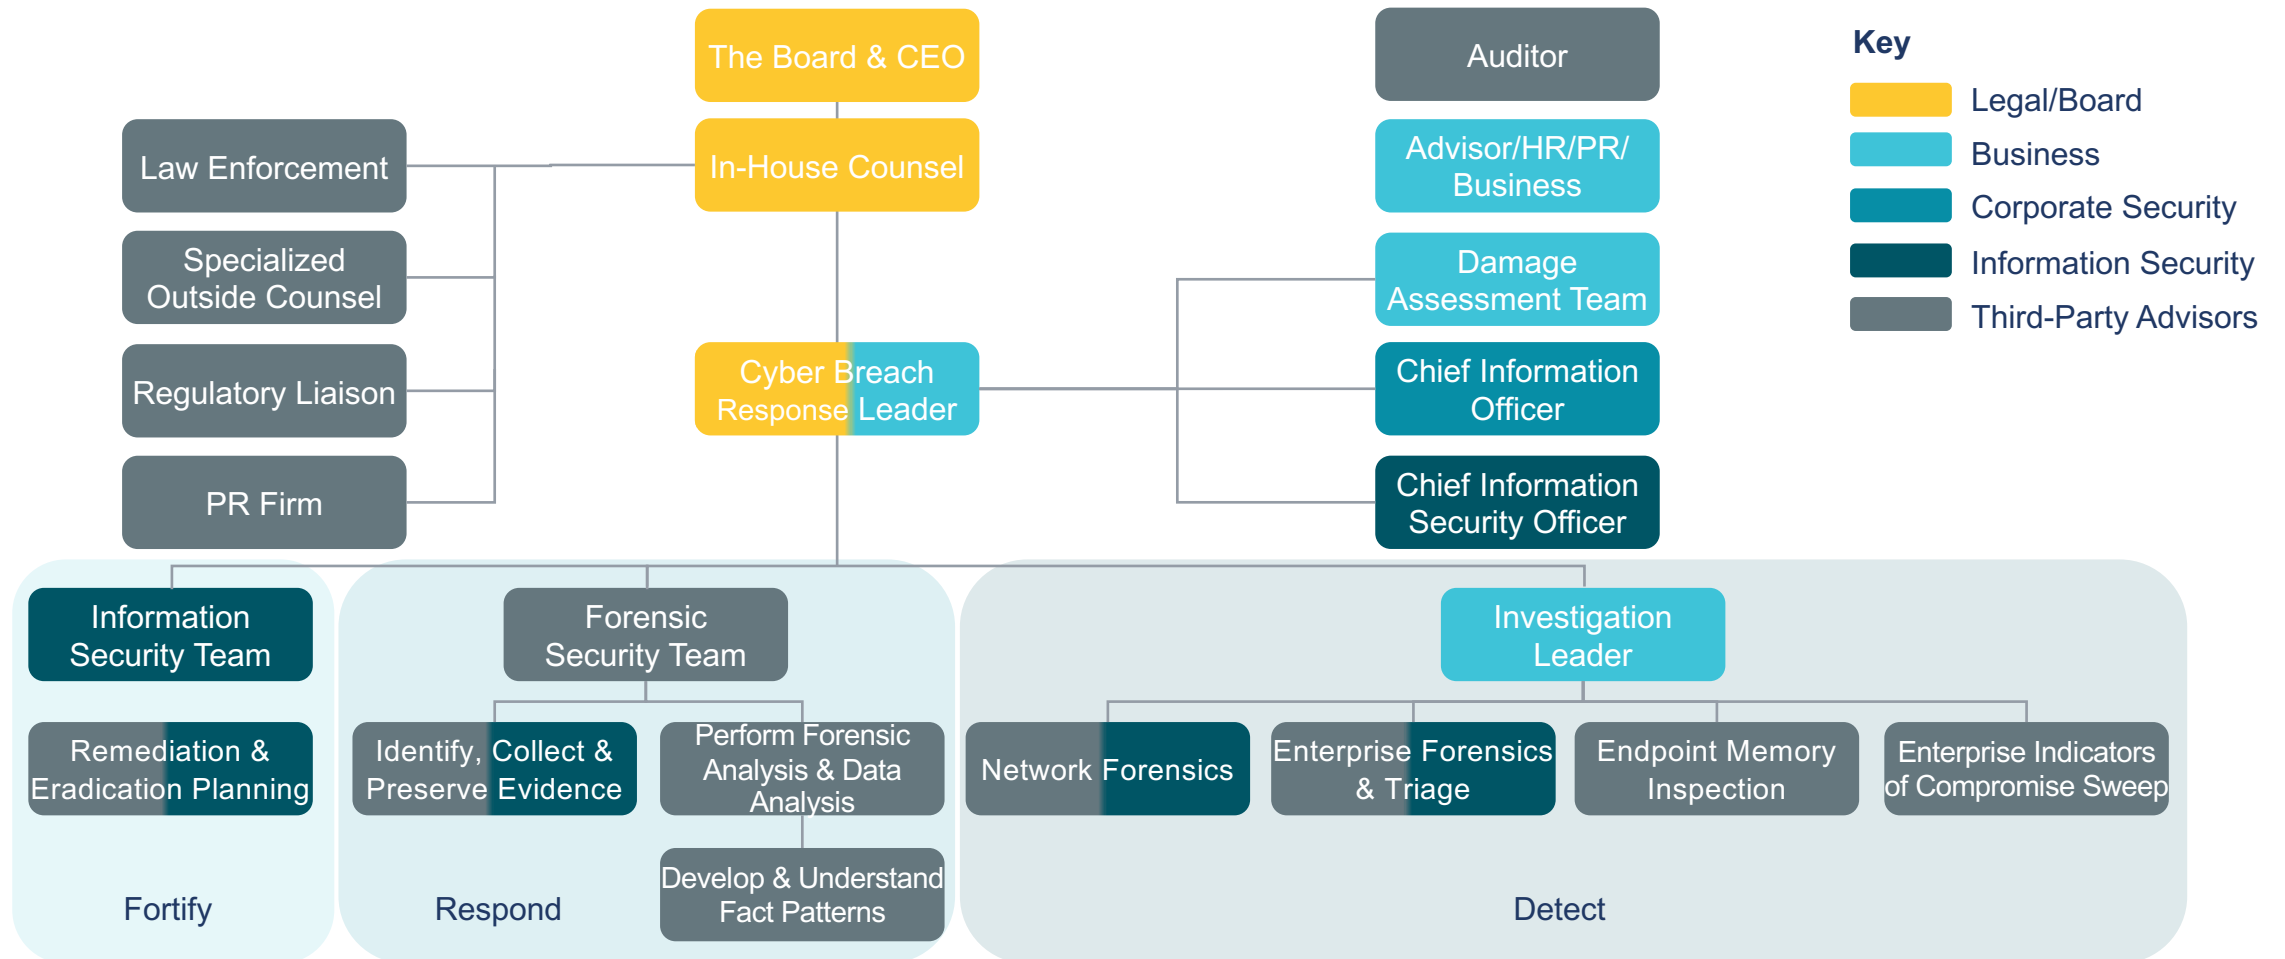 The Board & CEO
Auditor
Key
Legal/Board
Business
Corporate Security
Information Security
Third-Party Advisors
Law Enforcement
In-House Counsel
Advisor/HR/PR/
Business
Specialized
Outside Counsel
Damage
Assessment Team
Regulatory Liaison
Cyber Breach
Response Leader
Chief Information
Officer
PR Firm
Chief Information
Security Officer
Information
Security Team
Forensic
Security Team
Investigation
Leader
Remediation &
Eradication Planning
Identify, Collect &
Preserve Evidence
Perform Forensic
Analysis & Data
Analysis
Network Forensics
Enterprise Forensics
& Triage
Endpoint Memory
Inspection
Enterprise Indicators
of Compromise Sweep
Develop & Understand
Fact Patterns
Fortify
Respond
Detect